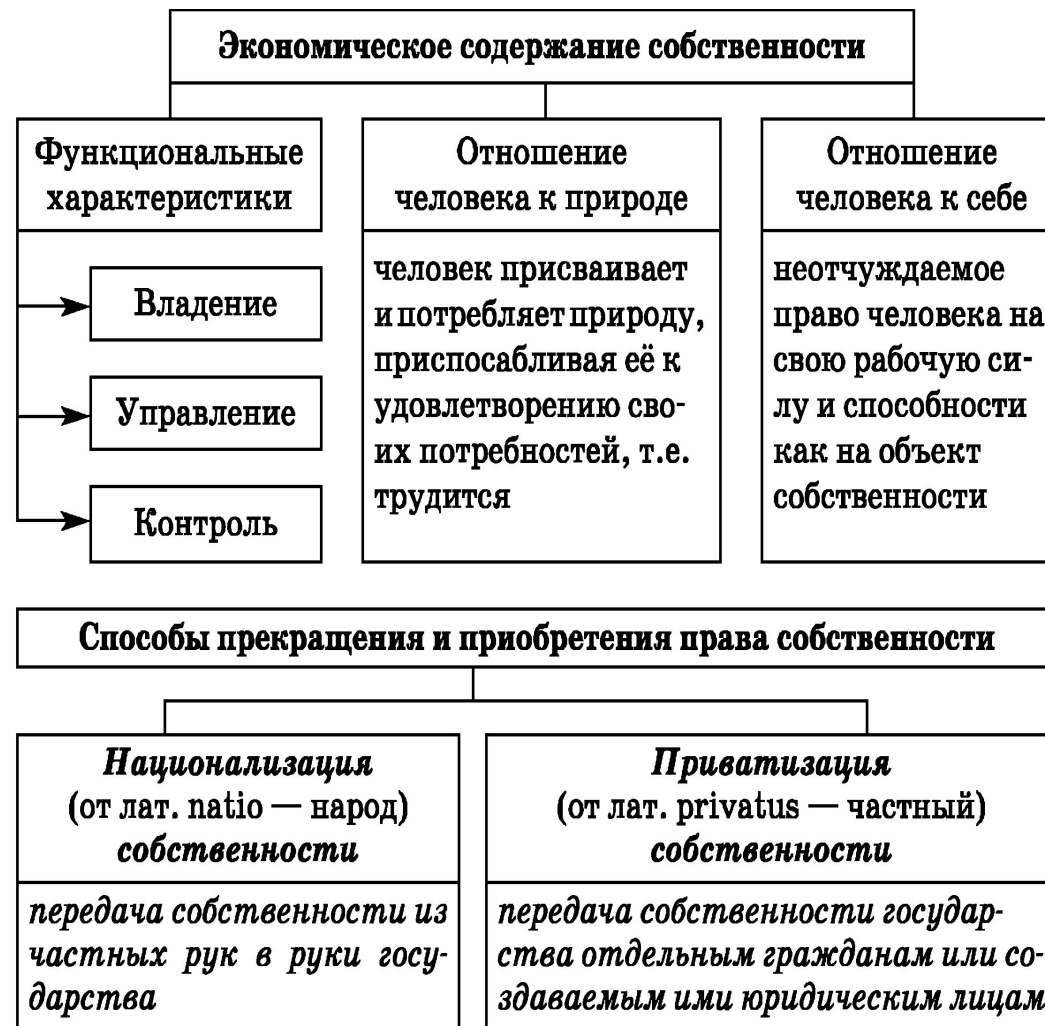 Экономическое содержание собственности
Функциональные
характеристики
Владение
Управление
Контроль
Отношение
человека к природе
человек присваивает
и потребляет природу,
приспосабливая её к
удовлетворению сво-
их потребностей, т.е.
трудится
Отношение
человека к себе
неотчуждаемое
право человека на
свою рабочую си-
лу и способности
как на объект
собственности
Способы прекращения и приобретения права собственности
Национализация
(от лат. natio — народ)
собственности
передача собственности из
частных рук в руки госу-
дарства
Приватизация
(от лат. privatus — частный)
собственности
передача собственности государ-
ства отдельным гражданам или со-
здаваемым ими юридическим лицам